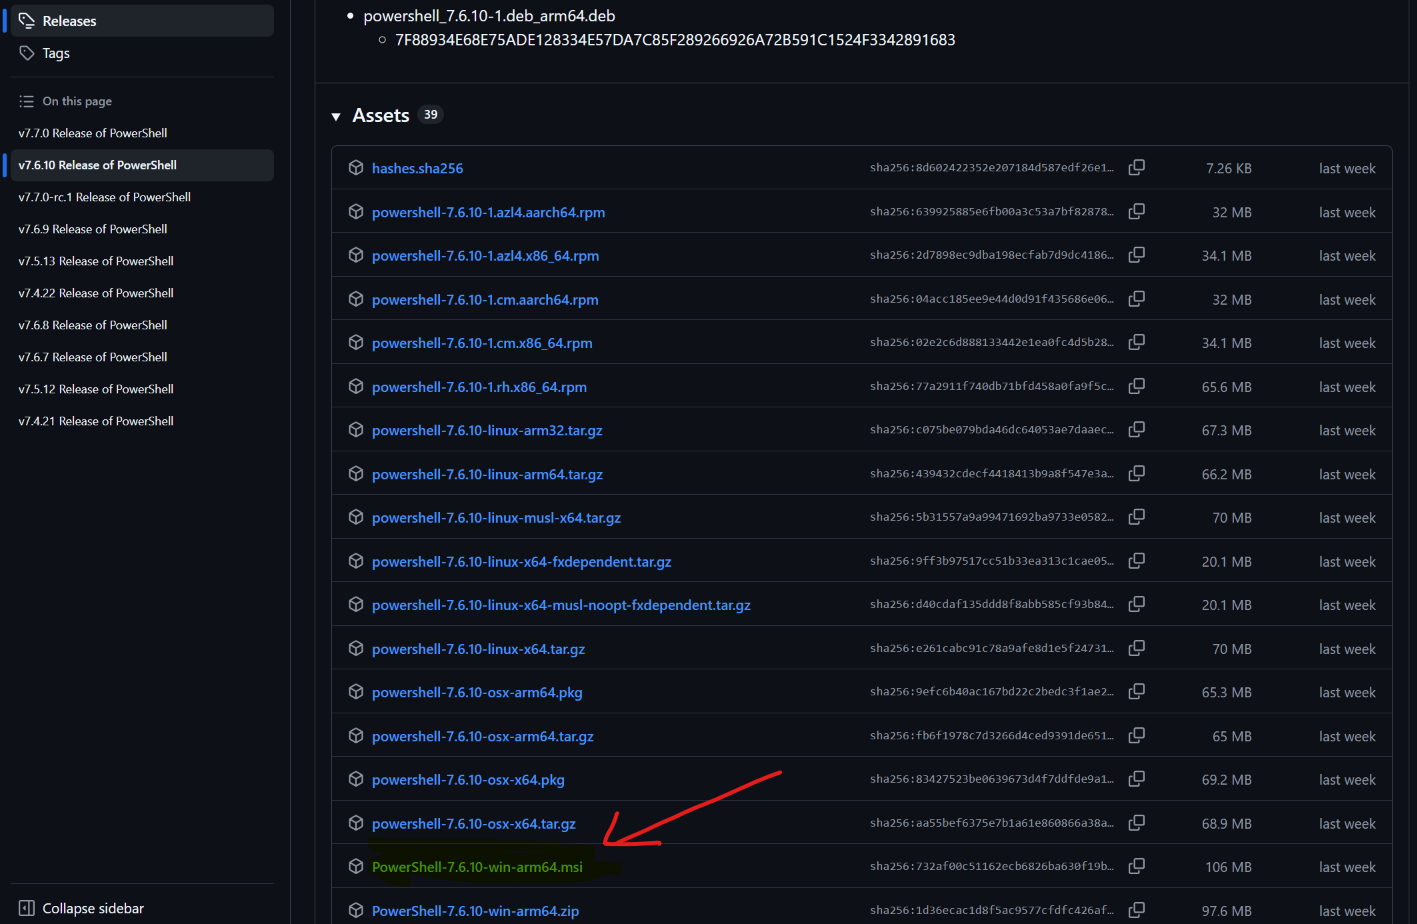 Releases
Tags
On this page
v7.7.0 Release of PowerShell
v7.6.10 Release of PowerShell
v7.7.0-rc.1 Release of PowerShell
v7.6.9 Release of PowerShell
v7.5.13 Release of PowerShell
v7.4.22 Release of PowerShell
v7.6.8 Release of PowerShell
v7.6.7 Release of PowerShell
v7.5.12 Release of PowerShell
v7.4.21 Release of PowerShell
Collapse sidebar
powershell_7.6.10-1.deb_arm64.deb
7F88934E68E75ADE128334E57DA7C85F289266926A72B591C1524F3342891683
Assets 39
hashes.sha256 sha256:8d602422352e207184d587edf26e1… 7.26 KB last week
powershell-7.6.10-1.azl4.aarch64.rpm sha256:639925885e6fb00a3c53a7bf82878… 32 MB last week
powershell-7.6.10-1.azl4.x86_64.rpm sha256:2d7898ec9dba198ecfab7d9dc4186… 34.1 MB last week
powershell-7.6.10-1.cm.aarch64.rpm sha256:04acc185ee9e44d0d91f435686e06… 32 MB last week
powershell-7.6.10-1.cm.x86_64.rpm sha256:02e2c6d888133442e1ea0fc4d5b28… 34.1 MB last week
powershell-7.6.10-1.rh.x86_64.rpm sha256:77a2911f740db71bfd458a0fa9f5c… 65.6 MB last week
powershell-7.6.10-linux-arm32.tar.gz sha256:c075be079bda46dc64053ae7daaec… 67.3 MB last week
powershell-7.6.10-linux-arm64.tar.gz sha256:439432cdecf4418413b9a8f547e3a… 66.2 MB last week
powershell-7.6.10-linux-musl-x64.tar.gz sha256:5b31557a9a99471692ba9733e0582… 70 MB last week
powershell-7.6.10-linux-x64-fxdependent.tar.gz sha256:9ff3b97517cc51b33ea313c1cae05… 20.1 MB last week
powershell-7.6.10-linux-x64-musl-noopt-fxdependent.tar.gz sha256:d40cdaf135ddd8f8abb585cf93b84… 20.1 MB last week
powershell-7.6.10-linux-x64.tar.gz sha256:e261cabc91c78a9afe8d1e5f24731… 70 MB last week
powershell-7.6.10-osx-arm64.pkg sha256:9efc6b40ac167bd22c2bedc3f1ae2… 65.3 MB last week
powershell-7.6.10-osx-arm64.tar.gz sha256:fb6f1978c7d3266d4ced9391de651… 65 MB last week
powershell-7.6.10-osx-x64.pkg sha256:83427523be0639673d4f7ddfde9a1… 69.2 MB last week
powershell-7.6.10-osx-x64.tar.gz sha256:aa55bef6375e7b1a61e860866a38a… 68.9 MB last week
PowerShell-7.6.10-win-arm64.msi sha256:732af00c51162ecb6826ba630f19b… 106 MB last week
PowerShell-7.6.10-win-arm64.zip sha256:1d36ecac1d8f5ac9577cfdfc426af… 97.6 MB last week